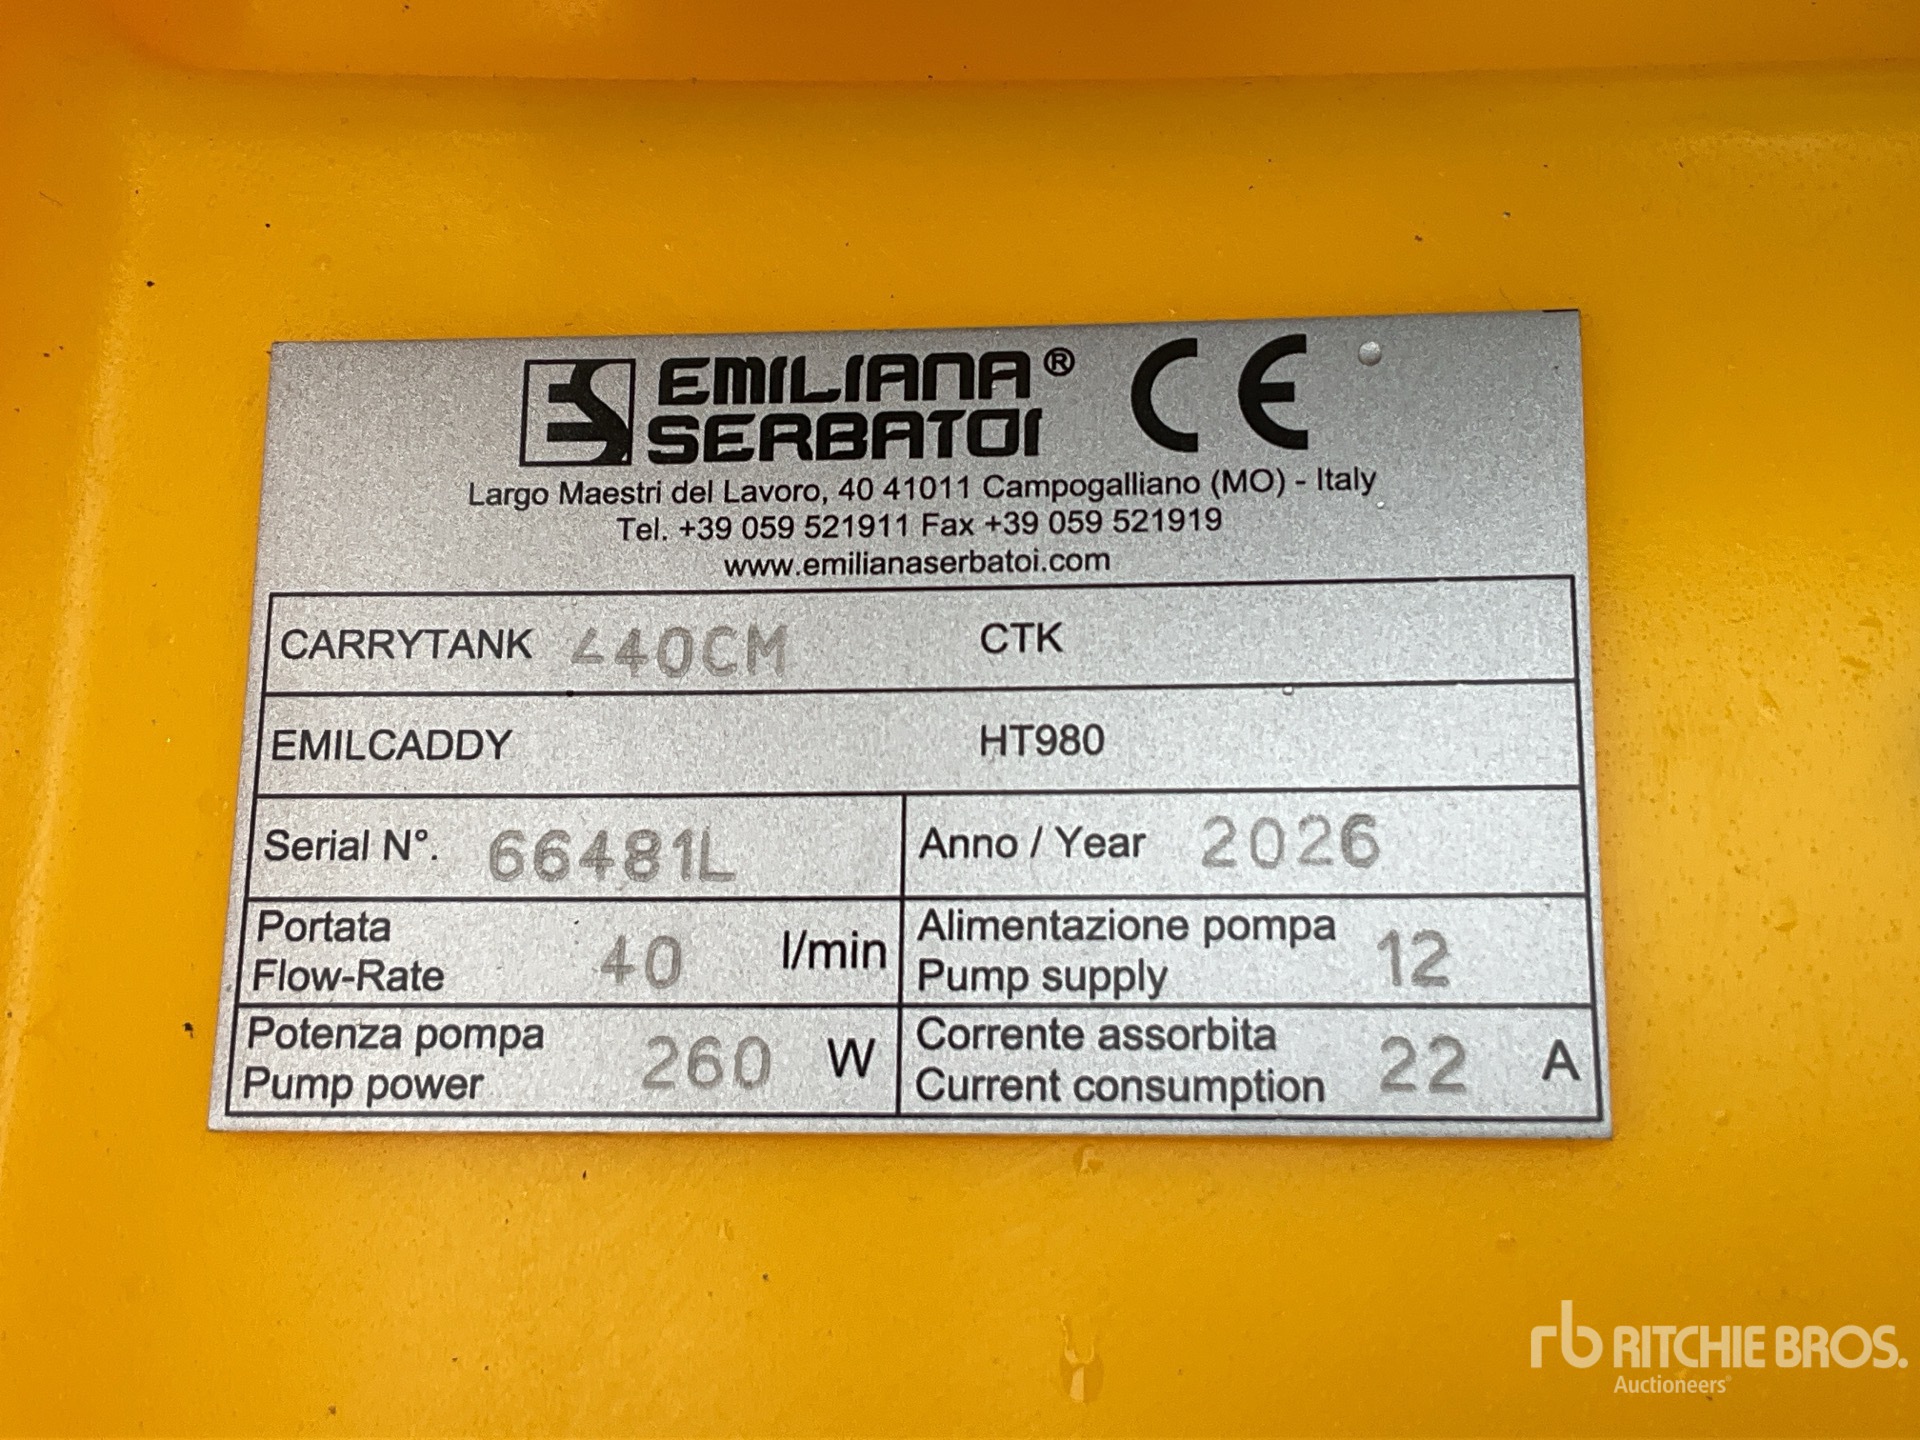 EMILIANA® CE
SERBATOI
Largo Maestri del Lavoro, 40 41011 Campogalliano (MO) - Italy
Tel. +39 059 521911 Fax +39 059 521919
www.emilianaserbatoi.com
CARRYTANK 440CM CTK
EMILCADDY HT980
Serial N°. 66481L Anno / Year 2026
Portata
Flow-Rate 40 l/min
Alimentazione pompa
Pump supply 12
Potenza pompa
Pump power 260 W
Corrente assorbita
Current consumption 22 A
rb RITCHIE BROS.
Auctioneers